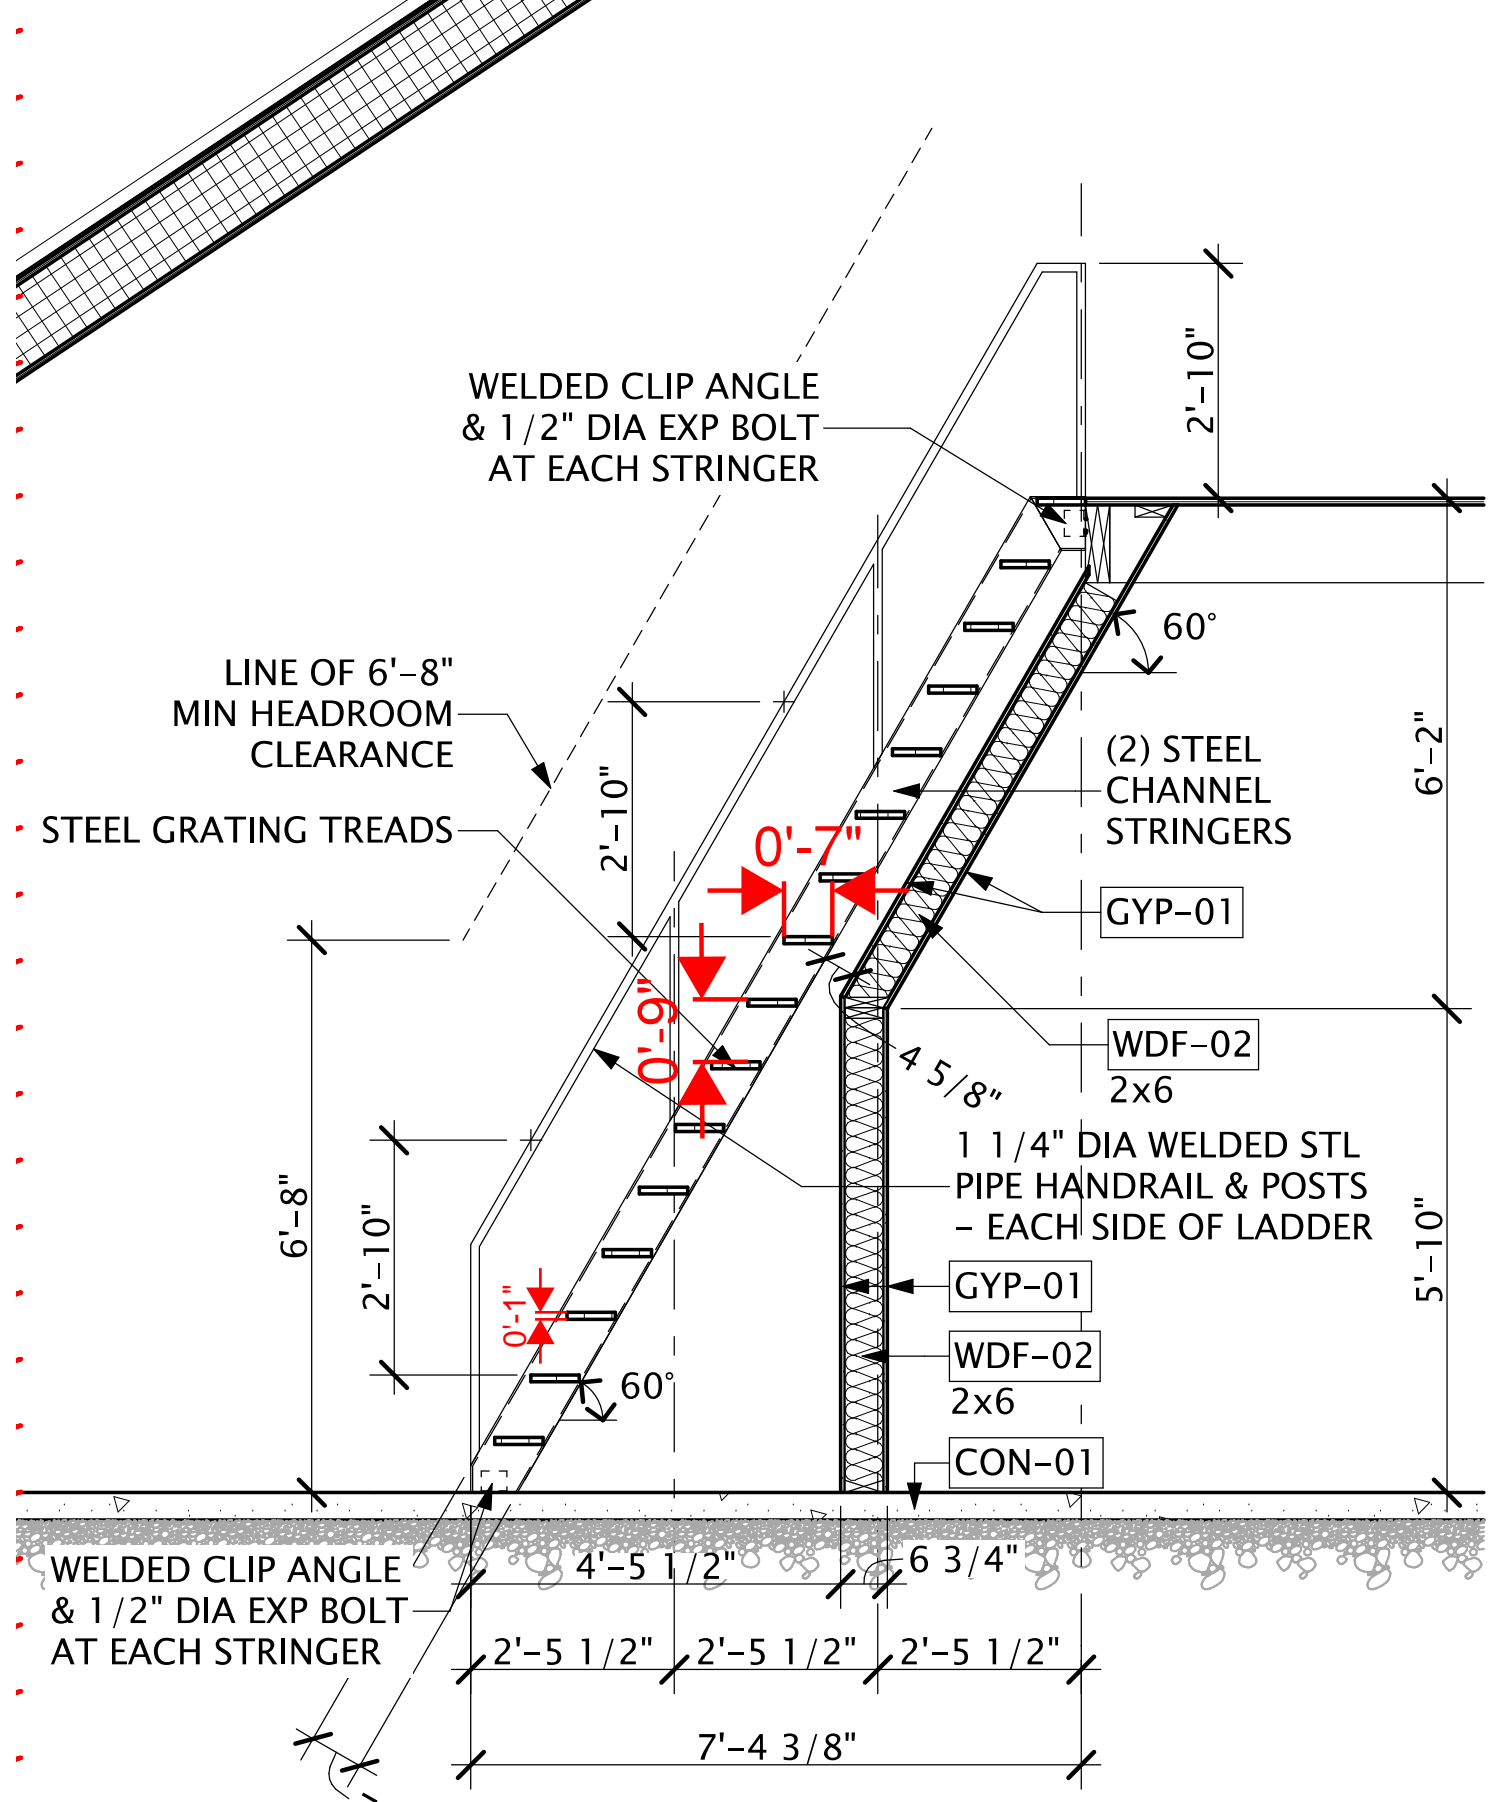 2'-10"
WELDED CLIP ANGLE
& 1/2" DIA EXP BOLT
AT EACH STRINGER
60°
LINE OF 6'-8"
MIN HEADROOM
CLEARANCE
6'-2"
(2) STEEL
CHANNEL
STRINGERS
2'-10"
STEEL GRATING TREADS
0'-7"
GYP-01
0'-9"
WDF-02
2x6
4 5/8"
1 1/4" DIA WELDED STL
PIPE HANDRAIL & POSTS
- EACH SIDE OF LADDER
6'-8"
2'-10"
5'-10"
GYP-01
0'-1"
WDF-02
2x6
60°
CON-01
WELDED CLIP ANGLE
& 1/2" DIA EXP BOLT
AT EACH STRINGER
4'-5 1/2"
6 3/4"
2'-5 1/2"
2'-5 1/2"
2'-5 1/2"
7'-4 3/8"